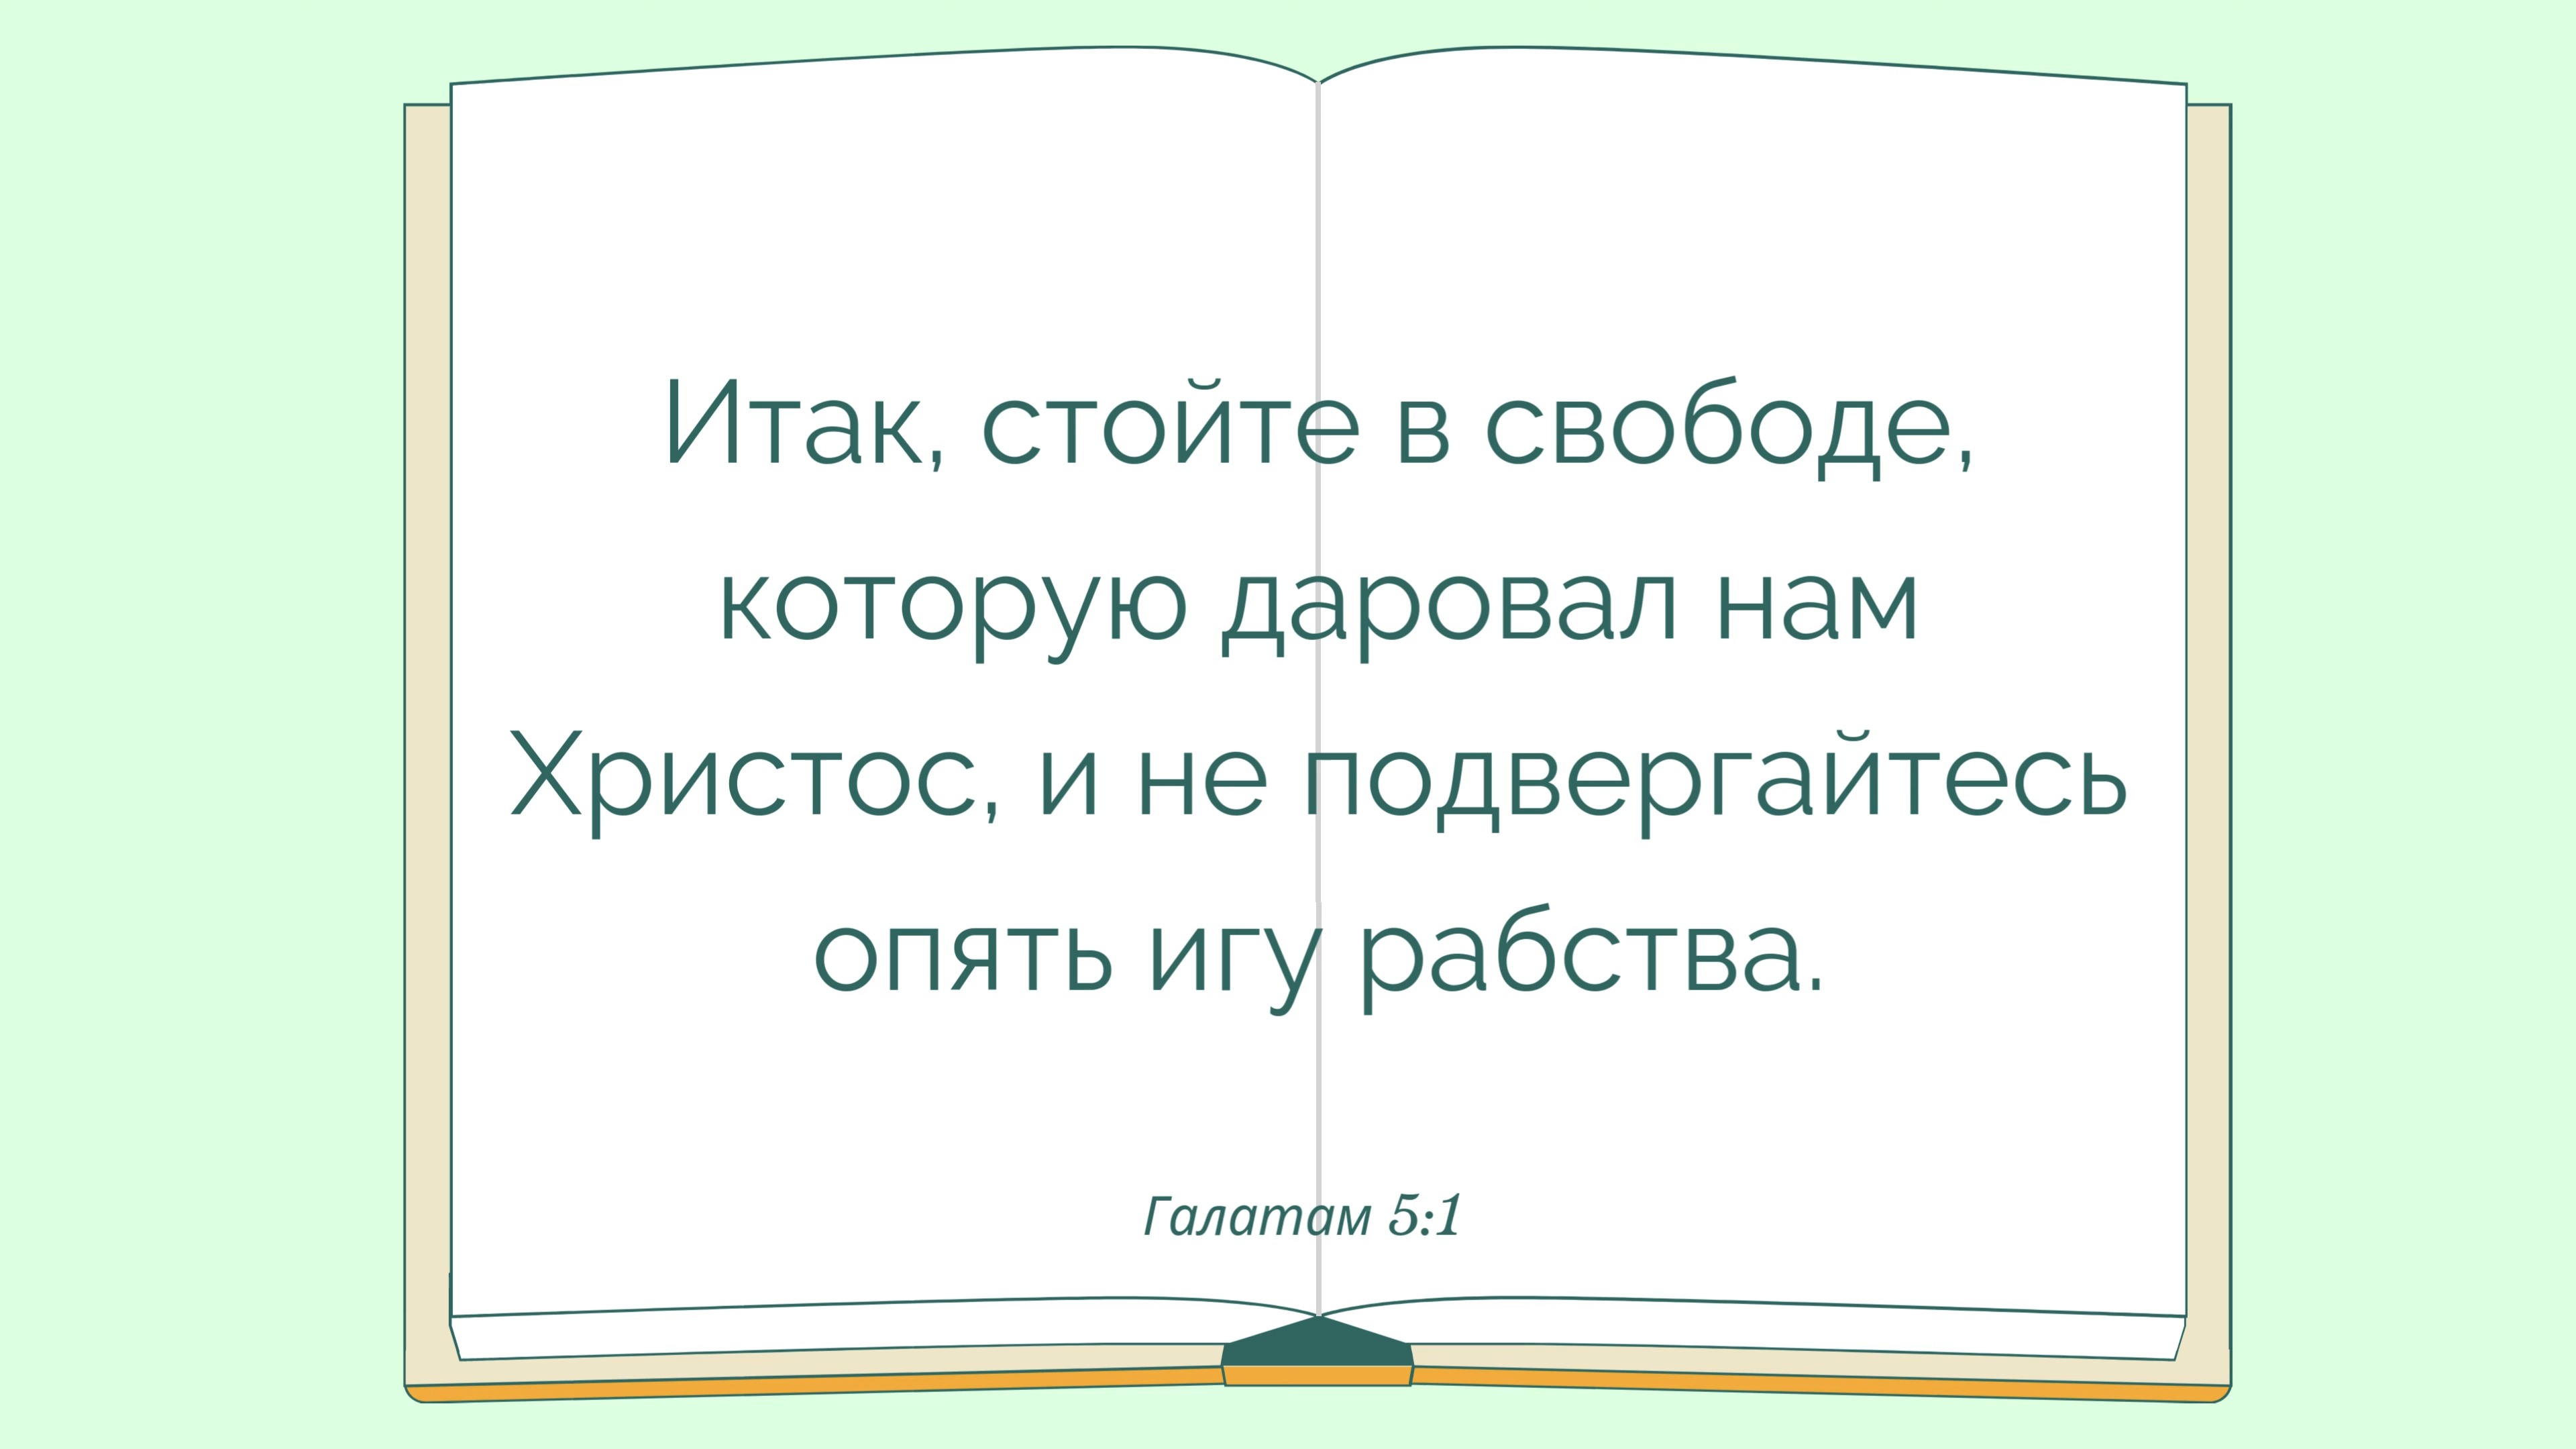 Итак, стойте в свободе,
которую даровал нам
Христос, и не подвергайтесь
опять игу рабства.
Галатам 5:1